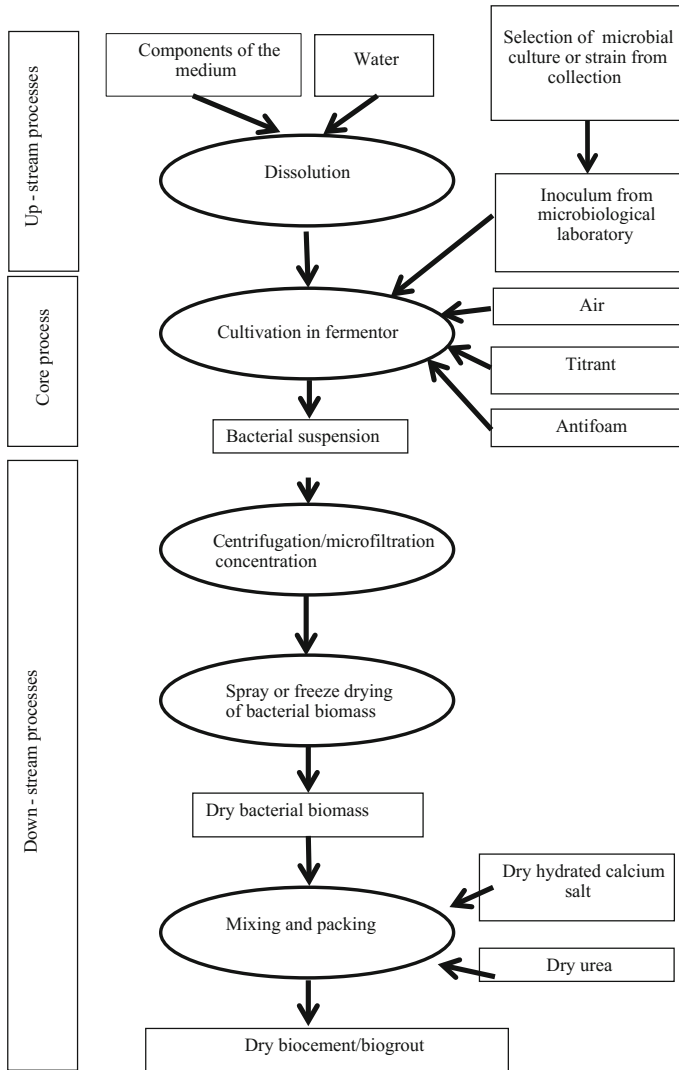 Components of the
medium
Water
Selection of microbial
culture or strain from
collection
Up - stream processes
Dissolution
Inoculum from
microbiological
laboratory
Core process
Cultivation in fermentor
Air
Titrant
Antifoam
Bacterial suspension
Down - stream processes
Centrifugation/microfiltration
concentration
Spray or freeze drying
of bacterial biomass
Dry bacterial biomass
Dry hydrated calcium
salt
Mixing and packing
Dry urea
Dry biocement/biogrout